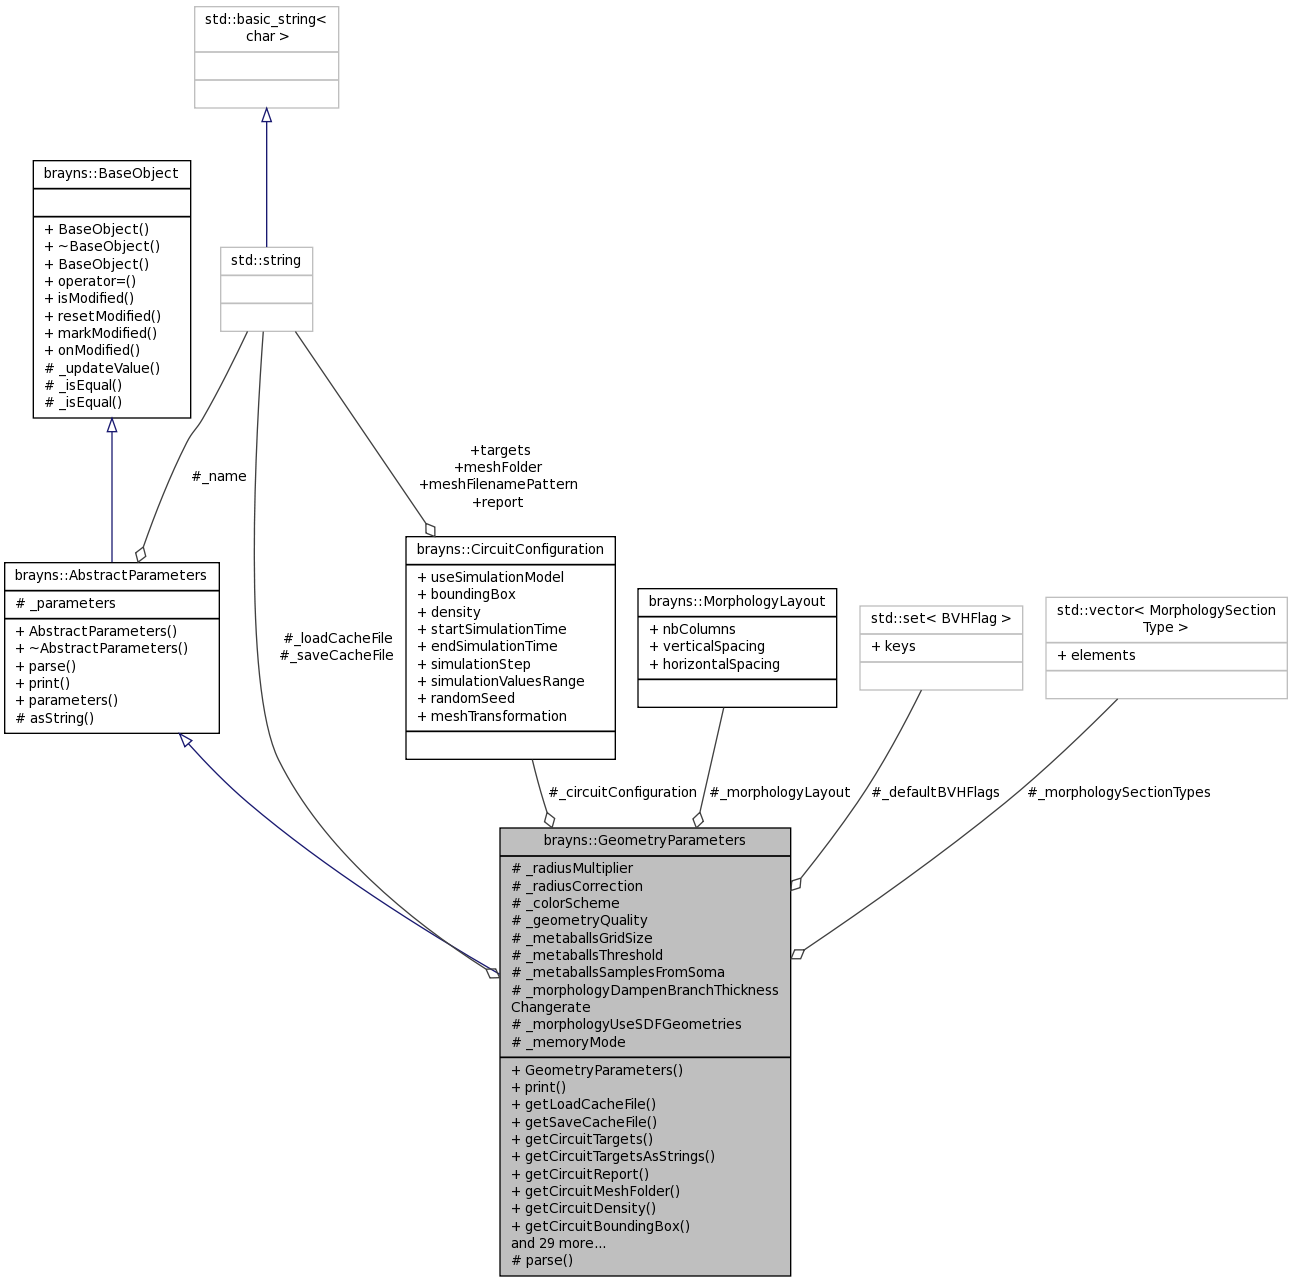 std::basic_string<
char >
brayns::BaseObject
+ BaseObject()
+ ~BaseObject()
+ BaseObject()
+ operator=()
+ isModified()
+ resetModified()
+ markModified()
+ onModified()
# _updateValue()
# _isEqual()
# _isEqual()
std::string
#_name
+targets
+meshFolder
+meshFilenamePattern
+report
brayns::AbstractParameters
# _parameters
+ AbstractParameters()
+ ~AbstractParameters()
+ parse()
+ print()
+ parameters()
# asString()
#_loadCacheFile
#_saveCacheFile
brayns::CircuitConfiguration
+ useSimulationModel
+ boundingBox
+ density
+ startSimulationTime
+ endSimulationTime
+ simulationStep
+ simulationValuesRange
+ randomSeed
+ meshTransformation
brayns::MorphologyLayout
+ nbColumns
+ verticalSpacing
+ horizontalSpacing
std::set< BVHFlag >
+ keys
std::vector< MorphologySection
Type >
+ elements
#_circuitConfiguration
#_morphologyLayout
#_defaultBVHFlags
#_morphologySectionTypes
brayns::GeometryParameters
# _radiusMultiplier
# _radiusCorrection
# _colorScheme
# _geometryQuality
# _metaballsGridSize
# _metaballsThreshold
# _metaballsSamplesFromSoma
# _morphologyDampenBranchThickness
Changerate
# _morphologyUseSDFGeometries
# _memoryMode
+ GeometryParameters()
+ print()
+ getLoadCacheFile()
+ getSaveCacheFile()
+ getCircuitTargets()
+ getCircuitTargetsAsStrings()
+ getCircuitReport()
+ getCircuitMeshFolder()
+ getCircuitDensity()
+ getCircuitBoundingBox()
and 29 more...
# parse()